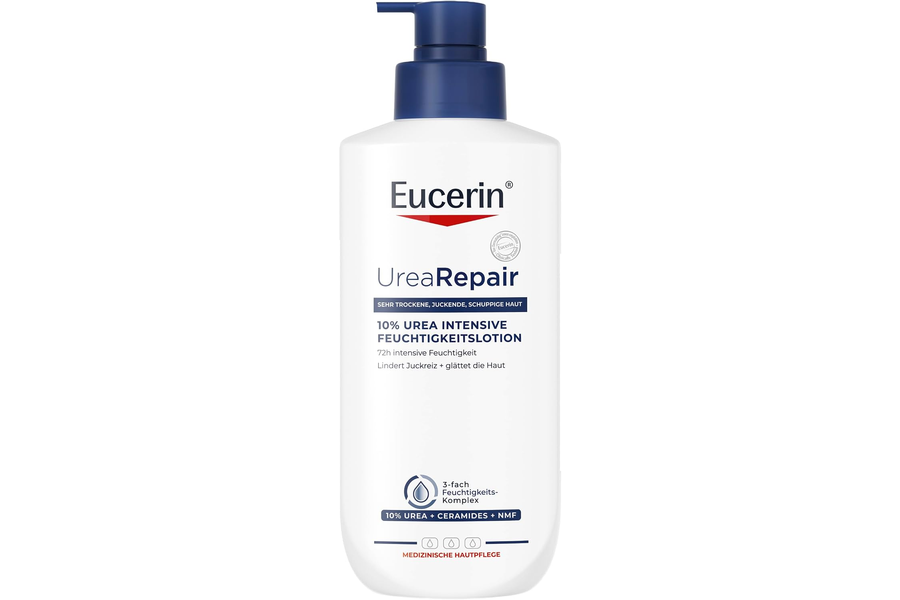 Eucerin®
Eucerin
UreaRepair
SEHR TROCKENE, JUCKENDE, SCHUPPIGE HAUT
10% UREA INTENSIVE
FEUCHTIGKEITSLOTION
72h intensive Feuchtigkeit
Lindert Juckreiz + glättet die Haut
3-fach
Feuchtigkeits-
Komplex
10% UREA + CERAMIDES + NMF
MEDIZINISCHE HAUTPFLEGE